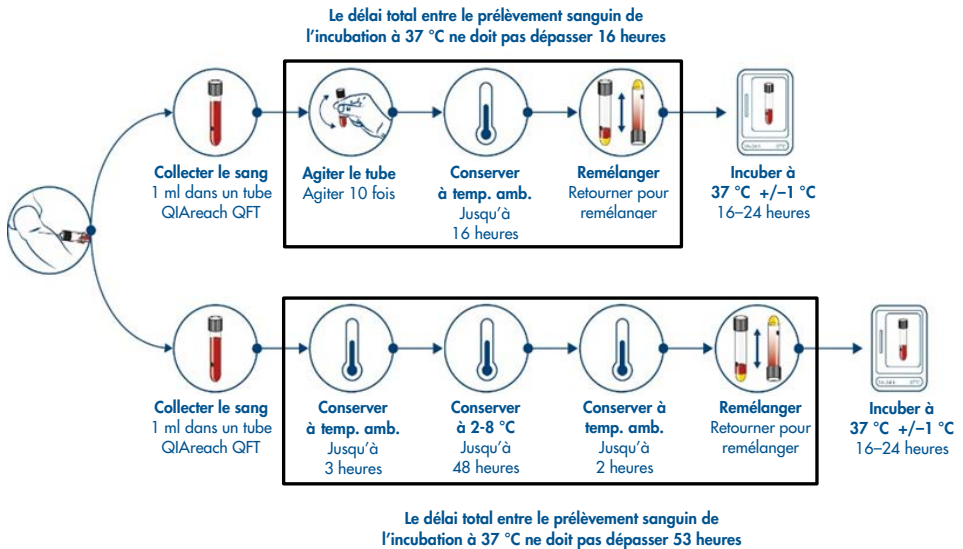 Le délai total entre le prélèvement sanguin de
l'incubation à 37 °C ne doit pas dépasser 16 heures
Collecter le sang
1 ml dans un tube
QIAreach QFT
Agiter le tube
Agiter 10 fois
Conserver
à temp. amb.
Jusqu'à
16 heures
Remélanger
Retourner pour
remélanger
Incuber à
37 °C +/–1 °C
16–24 heures
Collecter le sang
1 ml dans un tube
QIAreach QFT
Conserver
à temp. amb.
Jusqu'à
3 heures
Conserver
à 2-8 °C
Jusqu'à
48 heures
Conserver à
temp. amb.
Jusqu'à
2 heures
Remélanger
Retourner pour
remélanger
Incuber à
37 °C +/–1 °C
16–24 heures
Le délai total entre le prélèvement sanguin de
l'incubation à 37 °C ne doit pas dépasser 53 heures